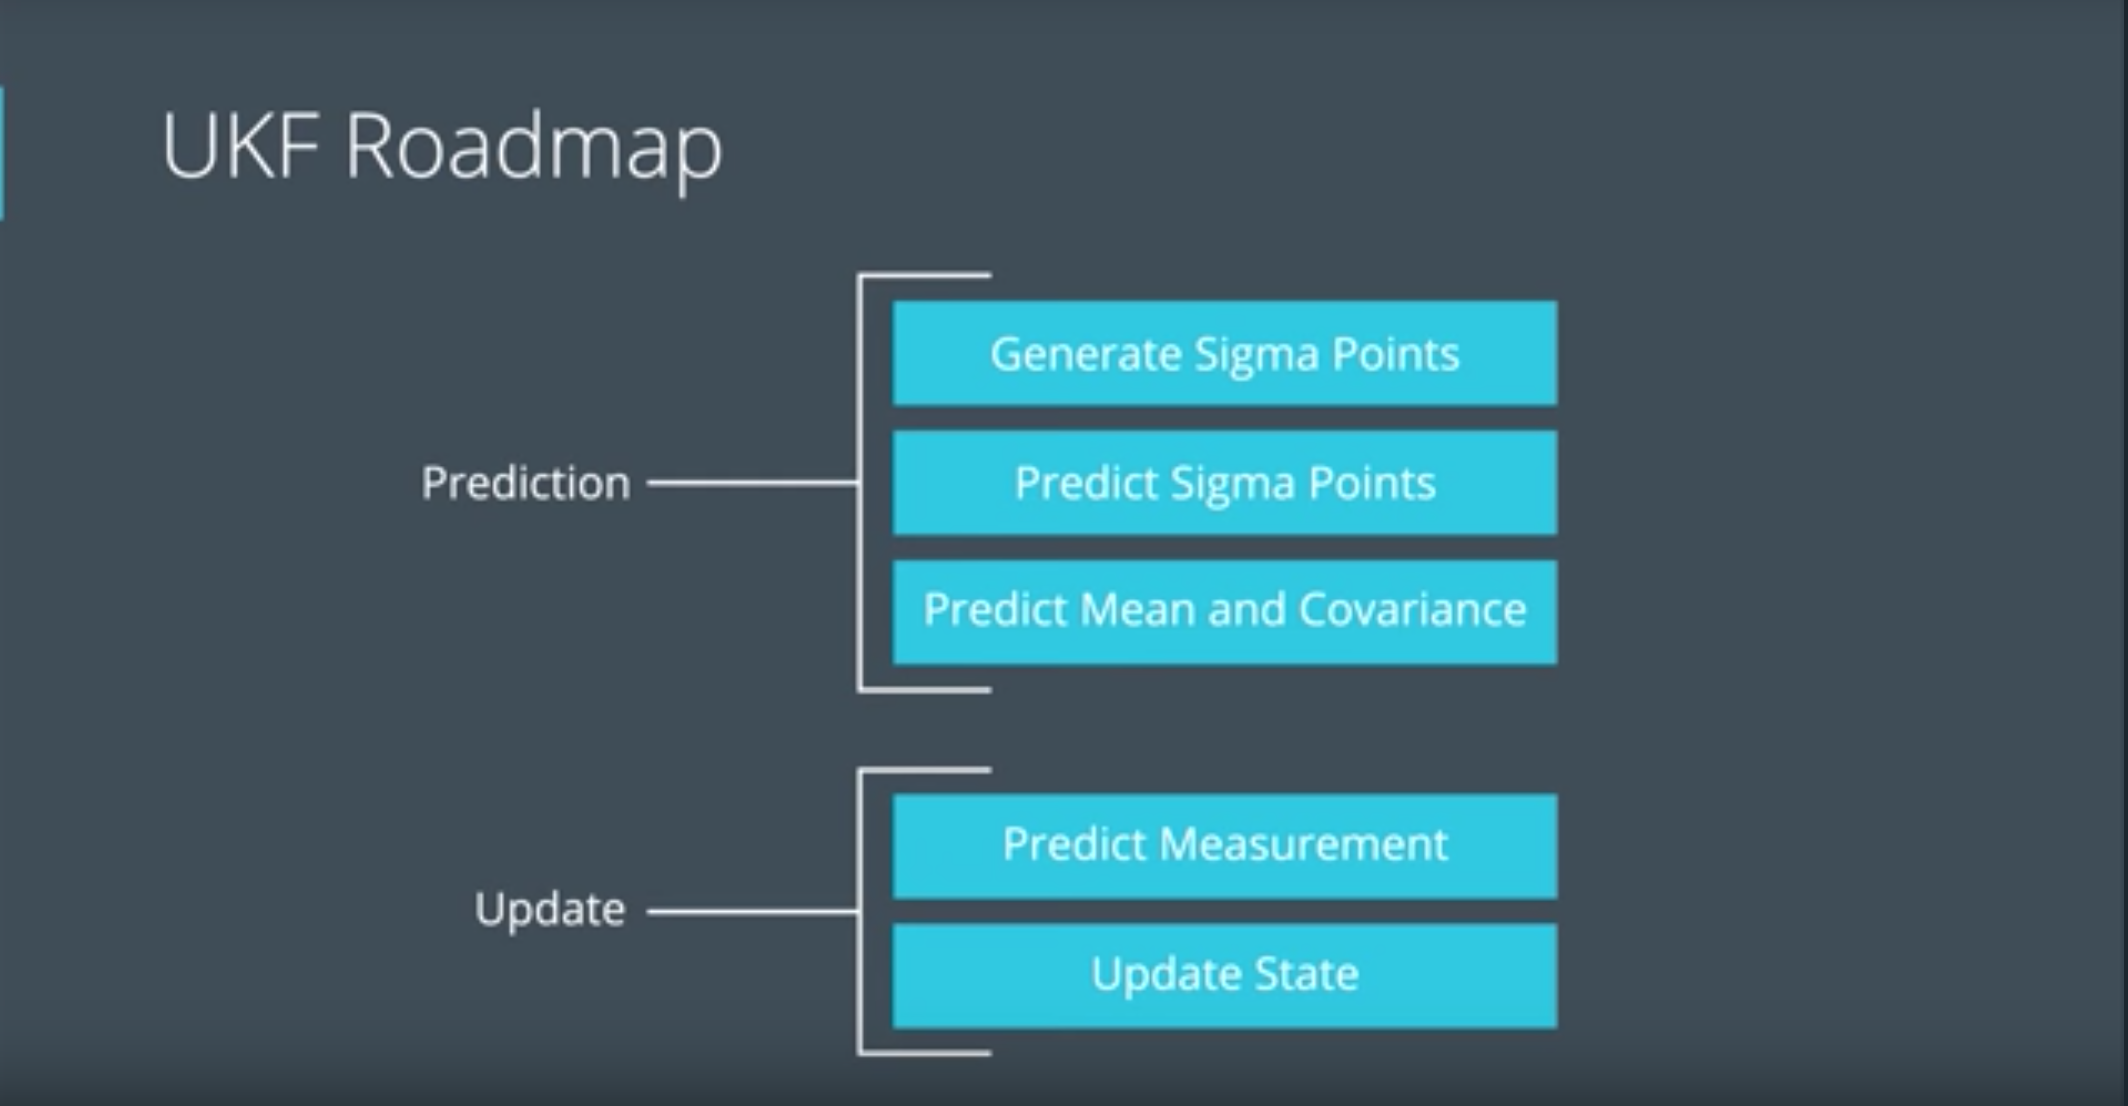 UKF Roadmap
Prediction
Generate Sigma Points
Predict Sigma Points
Predict Mean and Covariance
Update
Predict Measurement
Update State